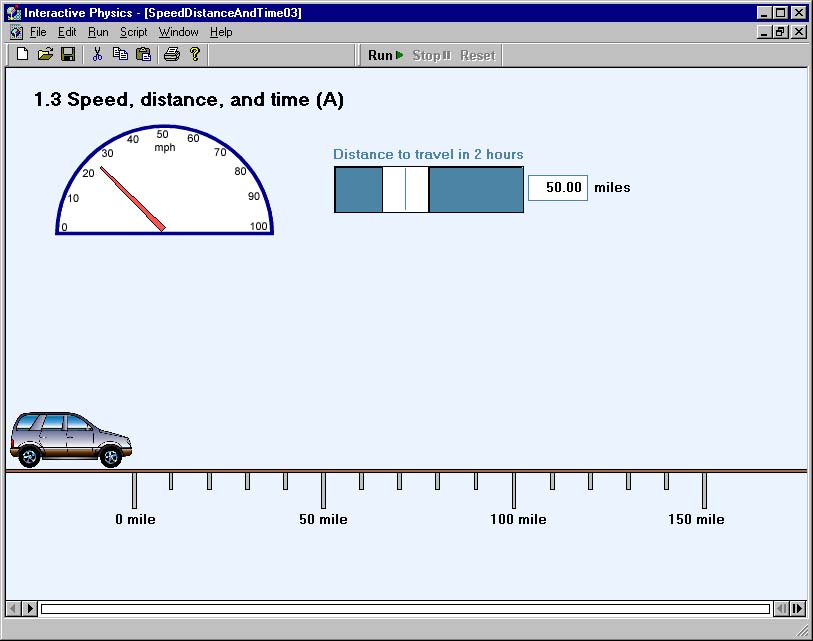 Interactive Physics - [SpeedDistanceAndTime03]
File Edit Run Script Window Help
Run Stop Reset
1.3 Speed, distance, and time (A)
0 10 20 30 40 50 60 70 80 90 100
mph
Distance to travel in 2 hours
50.00 miles
0 mile 50 mile 100 mile 150 mile